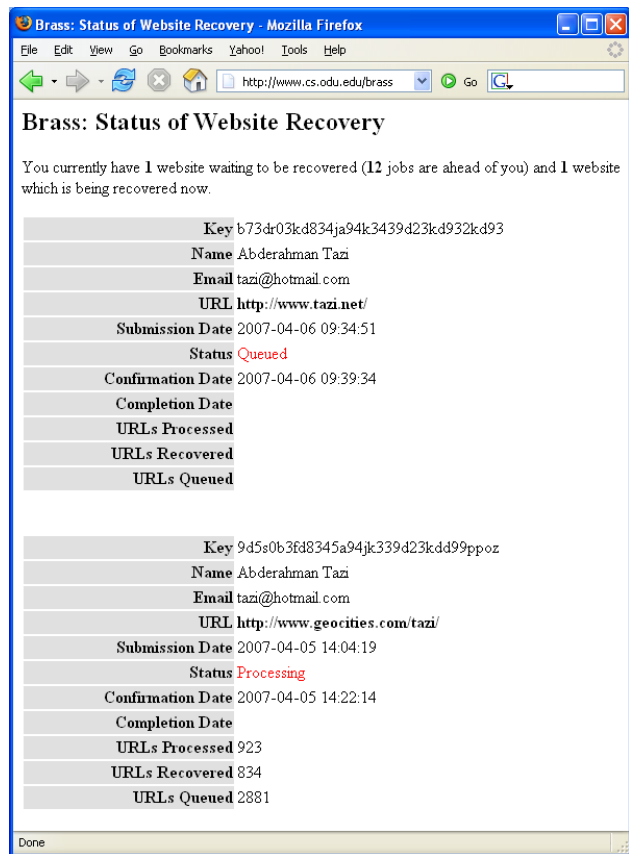 Brass: Status of Website Recovery - Mozilla Firefox
File Edit View Go Bookmarks Yahoo! Tools Help
http://www.cs.odu.edu/brass Go G
Brass: Status of Website Recovery
You currently have 1 website waiting to be recovered (12 jobs are ahead of you) and 1 website
which is being recovered now.
Key b73dr03kd834ja94k3439d23kd932kd93
Name Abderahman Tazi
Email tazi@hotmail.com
URL http://www.tazi.net/
Submission Date 2007-04-06 09:34:51
Status Queued
Confirmation Date 2007-04-06 09:39:34
Completion Date
URLs Processed
URLs Recovered
URLs Queued
Key 9d5s0b3fd8345a94jk339d23kdd99ppoz
Name Abderahman Tazi
Email tazi@hotmail.com
URL http://www.geocities.com/tazi/
Submission Date 2007-04-05 14:04:19
Status Processing
Confirmation Date 2007-04-05 14:22:14
Completion Date
URLs Processed 923
URLs Recovered 834
URLs Queued 2881
Done